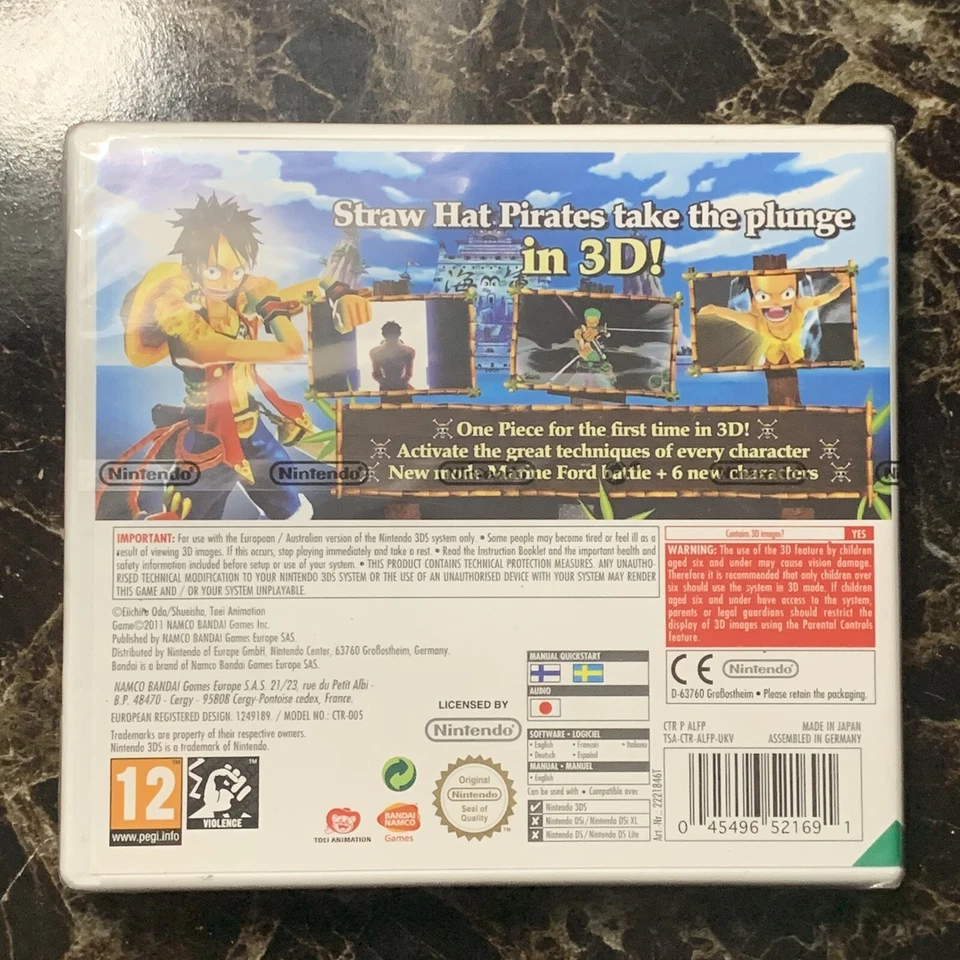 Straw Hat Pirates take the plunge
in 3D!
海軍
One Piece for the first time in 3D!
Activate the great techniques of every character
New mode Marine Ford battle + 6 new characters
Nintendo Nintendo
IMPORTANT: For use with the European / Australian version of the Nintendo 3DS system only. • Some people may become tired or feel ill as a
result of viewing 3D images. If this occurs, stop playing immediately and take a rest. • Read the Instruction Booklet and the important health and
safety information included before setup or use of your system. • THIS PRODUCT CONTAINS TECHNICAL PROTECTION MEASURES. ANY UNAUTHO-
RISED TECHNICAL MODIFICATION TO YOUR NINTENDO 3DS SYSTEM OR THE USE OF AN UNAUTHORISED DEVICE WITH YOUR SYSTEM MAY RENDER
THIS GAME AND / OR YOUR SYSTEM UNPLAYABLE.
Contains 3D images? YES
WARNING: The use of the 3D feature by children
aged six and under may cause vision damage.
Therefore it is recommended that only children over
six should use the system in 3D mode. If children
aged six and under have access to the system,
parents or legal guardians should restrict the
display of 3D images using the Parental Controls
feature.
©Eiichiro Oda/Shueisha, Toei Animation
Game©2011 NAMCO BANDAI Games Inc.
Published by NAMCO BANDAI Games Europe SAS.
Distributed by Nintendo of Europe GmbH, Nintendo Center, 63760 Großostheim, Germany.
Bandai is a brand of Namco Bandai Games Europe SAS.
NAMCO BANDAI Games Europe S.A.S. 21/23, rue du Petit Albi -
- B.P. 48470 - Cergy - 95808 Cergy-Pontoise cedex, France.
EUROPEAN REGISTERED DESIGN: 1249189. / MODEL NO.: CTR-005
Trademarks are property of their respective owners.
Nintendo 3DS is a trademark of Nintendo.
LICENSED BY
Nintendo
MANUAL QUICKSTART
AUDIO
SOFTWARE • LOGICIEL
• English • Français • Italiano
• Deutsch • Español
MANUAL • MANUEL
• English
Can be used with • Compatible avec
Nintendo 3DS
Nintendo DSi / Nintendo DSi XL
Nintendo DS / Nintendo DS Lite
CE Nintendo
D-63760 Großostheim • Please retain the packaging.
CTR P ALFP MADE IN JAPAN
TSA-CTR-ALFP-UKV ASSEMBLED IN GERMANY
Art.-Nr. 2221846T
0 45496 52169 1
12 ™
www.pegi.info
™
VIOLENCE
TOEI ANIMATION
BANDAI
NAMCO
Games
Original
Nintendo
Seal of
Quality
™